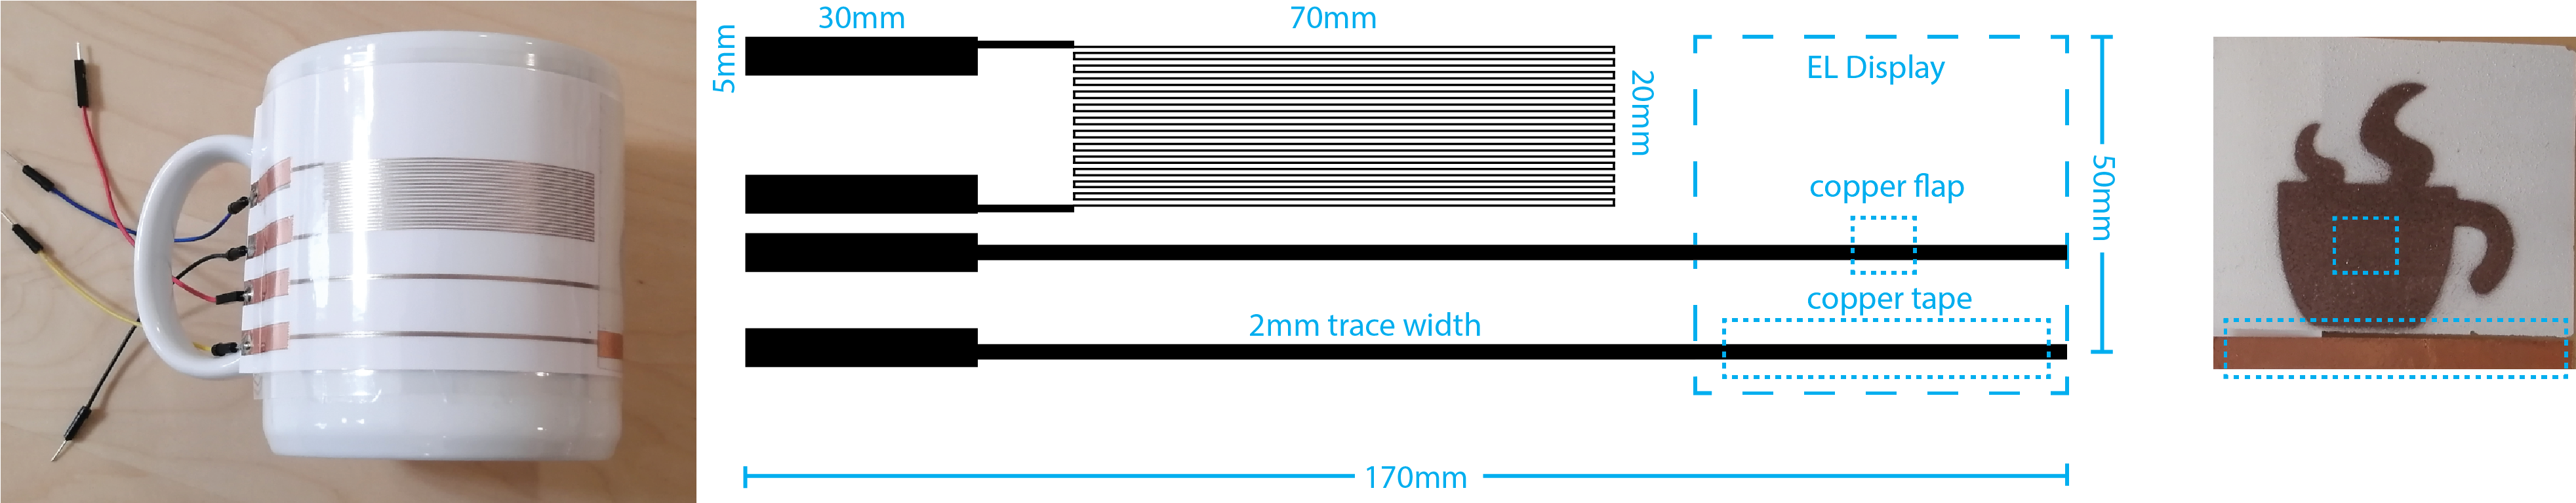 30mm
70mm
5mm
EL Display
20mm
copper flap
50mm
copper tape
2mm trace width
170mm